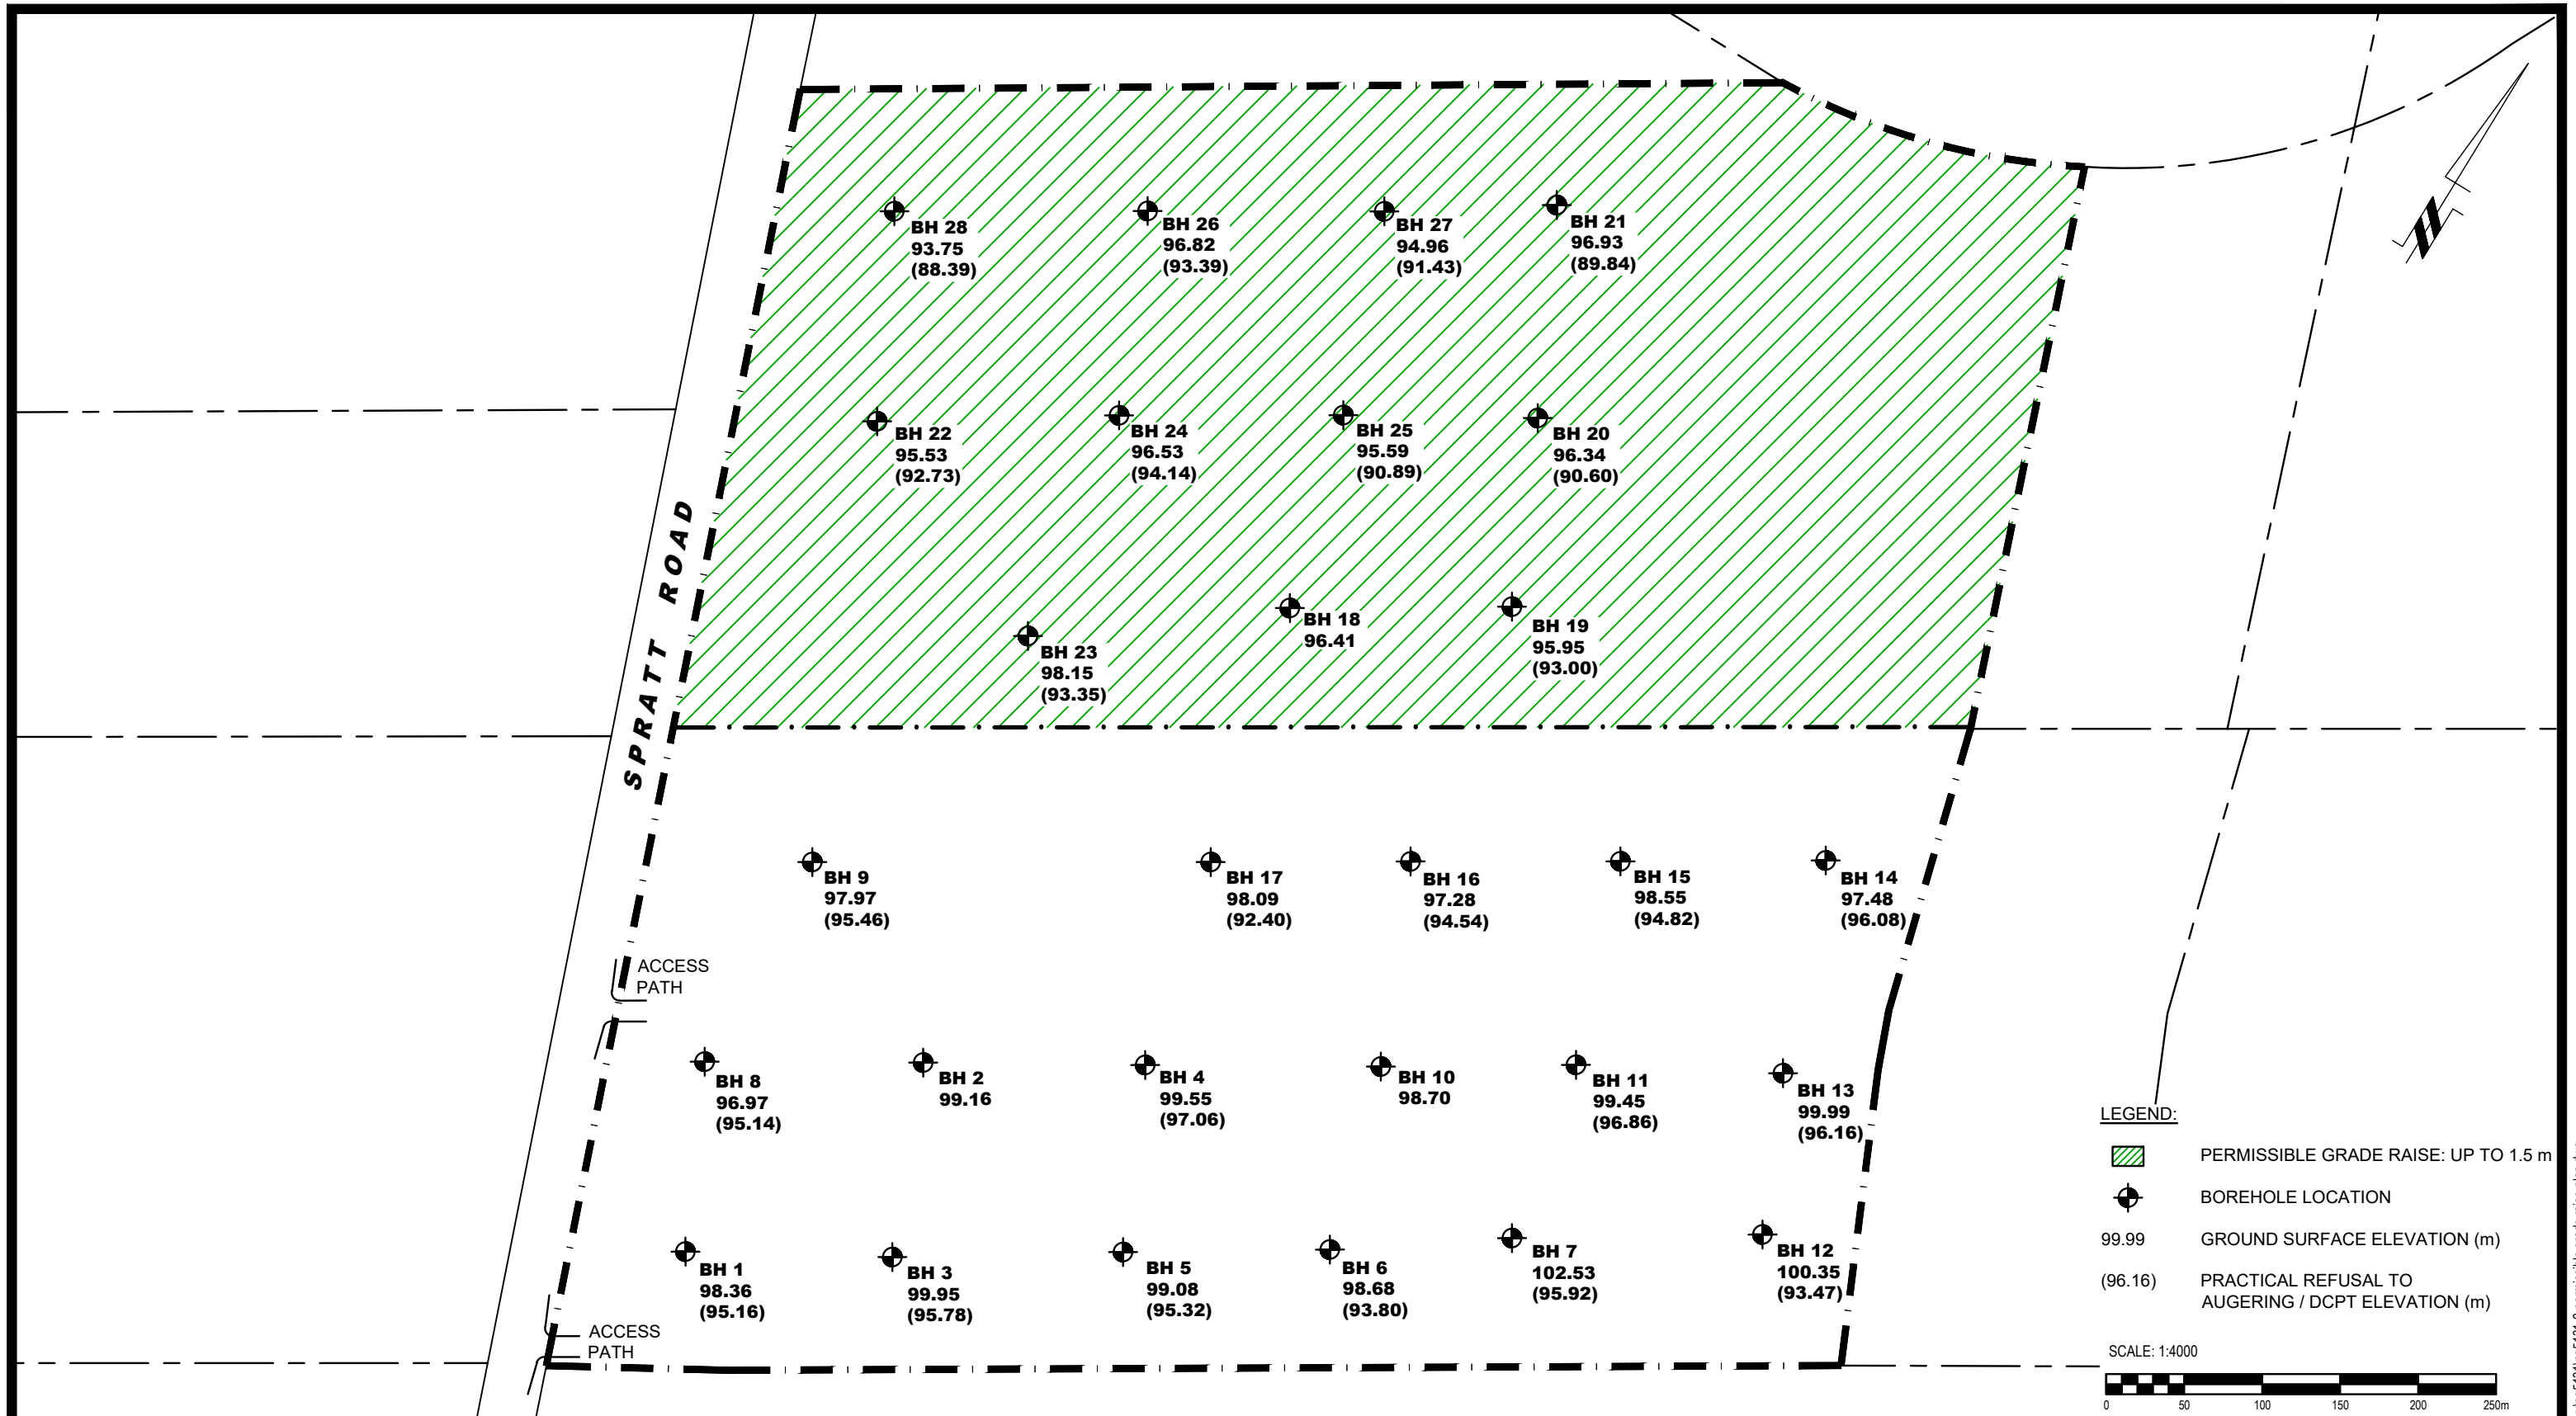 BH 28
93.75
(88.39)
BH 26
96.82
(93.39)
BH 27
94.96
(91.43)
BH 21
96.93
(89.84)
BH 22
95.53
(92.73)
BH 24
96.53
(94.14)
BH 25
95.59
(90.89)
BH 20
96.34
(90.60)
SPRATT ROAD
BH 23
98.15
(93.35)
BH 18
96.41
BH 19
95.95
(93.00)
BH 9
97.97
(95.46)
BH 17
98.09
(92.40)
BH 16
97.28
(94.54)
BH 15
98.55
(94.82)
BH 14
97.48
(96.08)
ACCESS
PATH
BH 8
96.97
(95.14)
BH 2
99.16
BH 4
99.55
(97.06)
BH 10
98.70
BH 11
99.45
(96.86)
BH 13
99.99
(96.16)
BH 1
98.36
(95.16)
BH 3
99.95
(95.78)
BH 5
99.08
(95.32)
BH 6
98.68
(93.80)
BH 7
102.53
(95.92)
BH 12
100.35
(93.47)
ACCESS
PATH
LEGEND:
PERMISSIBLE GRADE RAISE: UP TO 1.5 m
BOREHOLE LOCATION
99.99 GROUND SURFACE ELEVATION (m)
(96.16) PRACTICAL REFUSAL TO
AUGERING / DCPT ELEVATION (m)
SCALE: 1:4000
0 50 100 150 200 250m